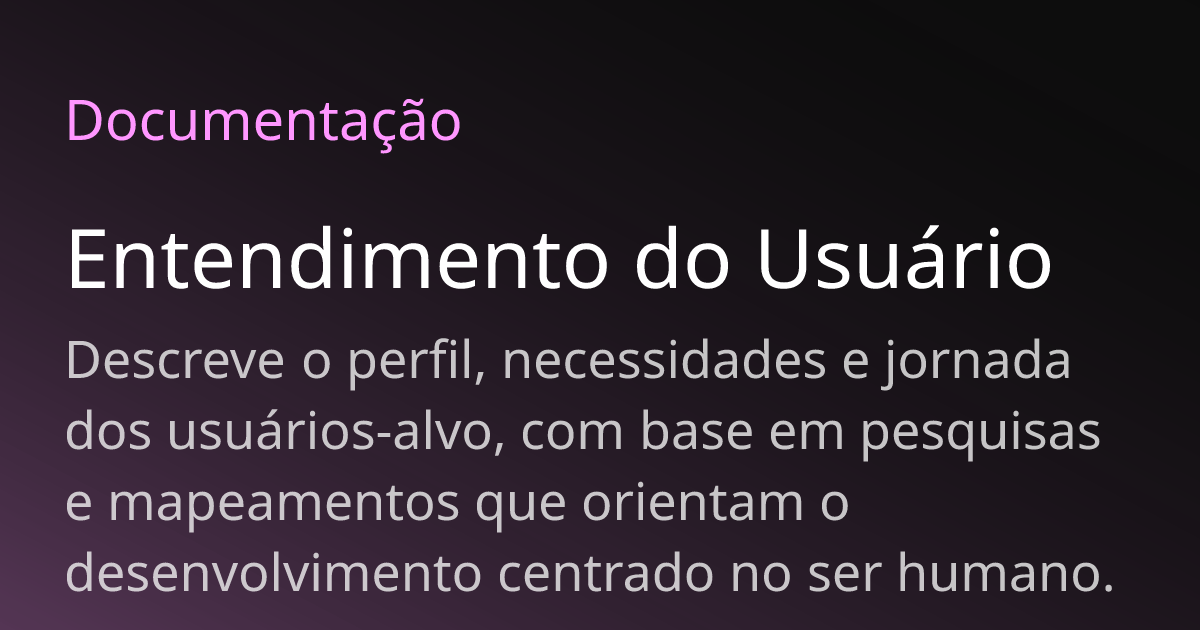 Documentação
Entendimento do Usuário
Descreve o perfil, necessidades e jornada
dos usuários-alvo, com base em pesquisas
e mapeamentos que orientam o
desenvolvimento centrado no ser humano.